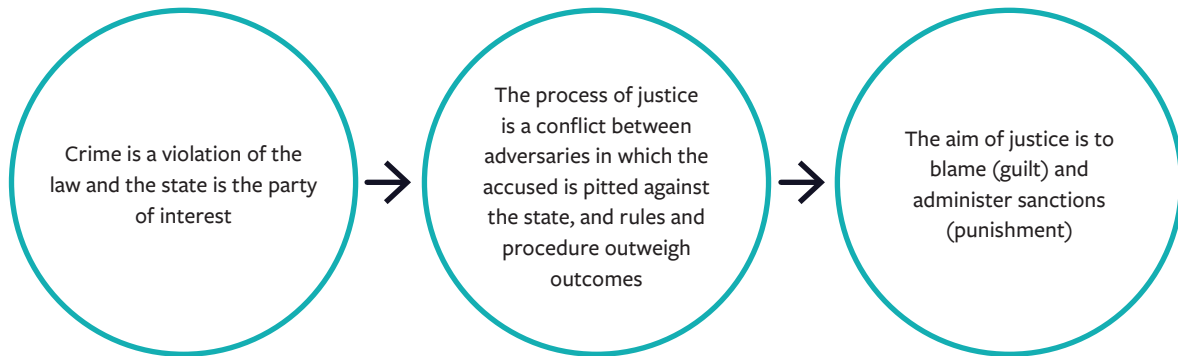 Crime is a violation of the
law and the state is the party
of interest
The process of justice
is a conflict between
adversaries in which the
accused is pitted against
the state, and rules and
procedure outweigh
outcomes
The aim of justice is to
blame (guilt) and
administer sanctions
(punishment)